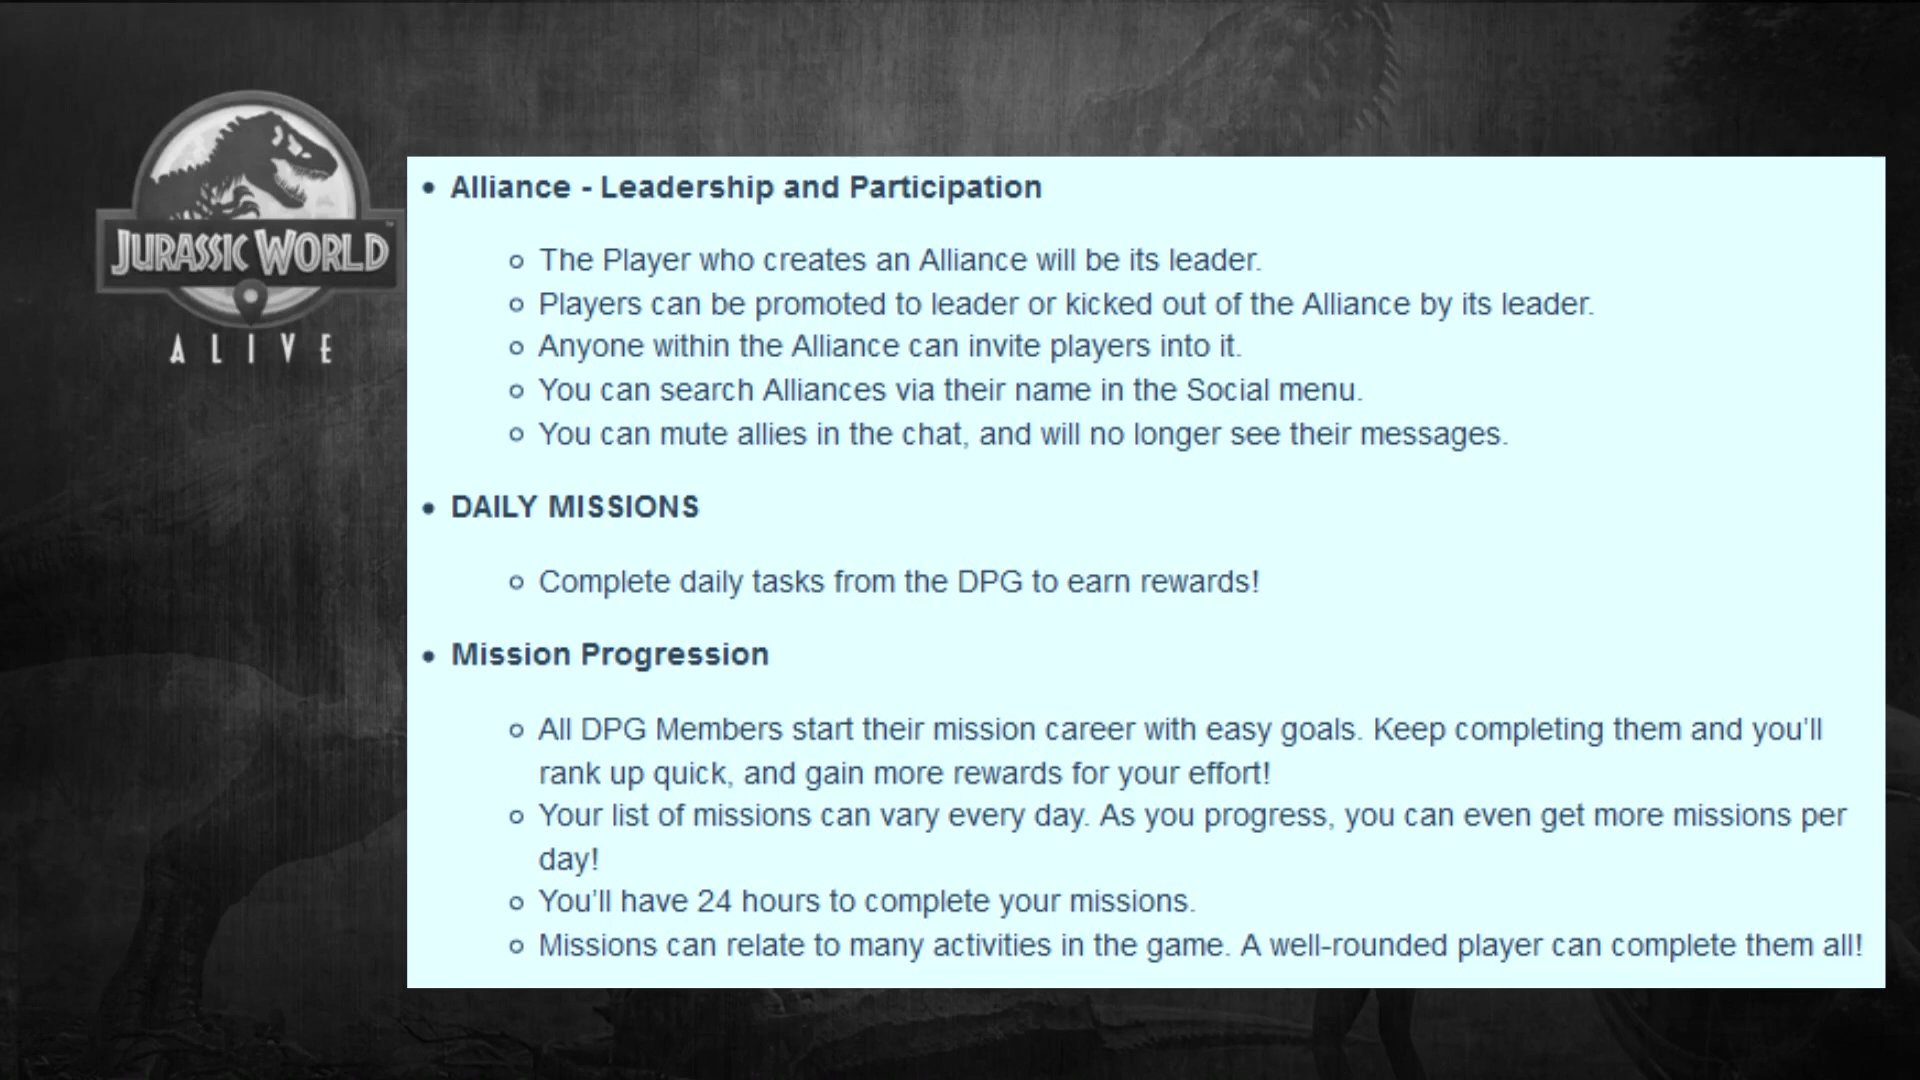 JURASSIC WORLD™
ALIVE
• Alliance - Leadership and Participation
○ The Player who creates an Alliance will be its leader.
○ Players can be promoted to leader or kicked out of the Alliance by its leader.
○ Anyone within the Alliance can invite players into it.
○ You can search Alliances via their name in the Social menu.
○ You can mute allies in the chat, and will no longer see their messages.
• DAILY MISSIONS
○ Complete daily tasks from the DPG to earn rewards!
• Mission Progression
○ All DPG Members start their mission career with easy goals. Keep completing them and you’ll
rank up quick, and gain more rewards for your effort!
○ Your list of missions can vary every day. As you progress, you can even get more missions per
day!
○ You’ll have 24 hours to complete your missions.
○ Missions can relate to many activities in the game. A well-rounded player can complete them all!